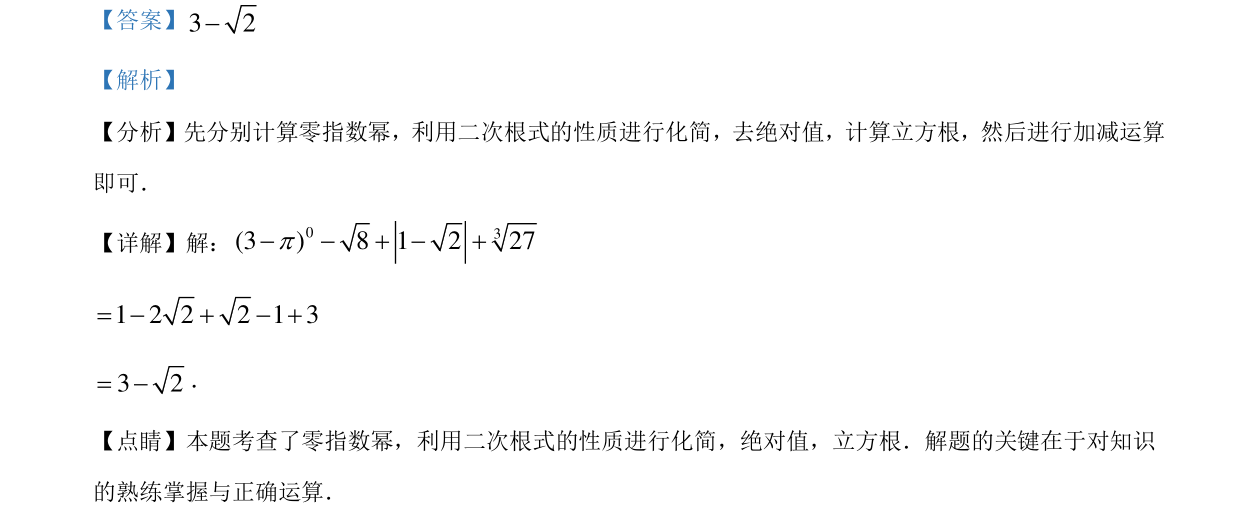 【答案】3-√2
【解析】
【分析】先分别计算零指数幂，利用二次根式的性质进行化简，去绝对值，计算立方根，然后进行加减运算
即可．
【详解】解：(3-π)⁰-√8+|1-√2|+∛27
=1-2√2+√2-1+3
=3-√2．
【点睛】本题考查了零指数幂，利用二次根式的性质进行化简，绝对值，立方根．解题的关键在于对知识
的熟练掌握与正确运算．